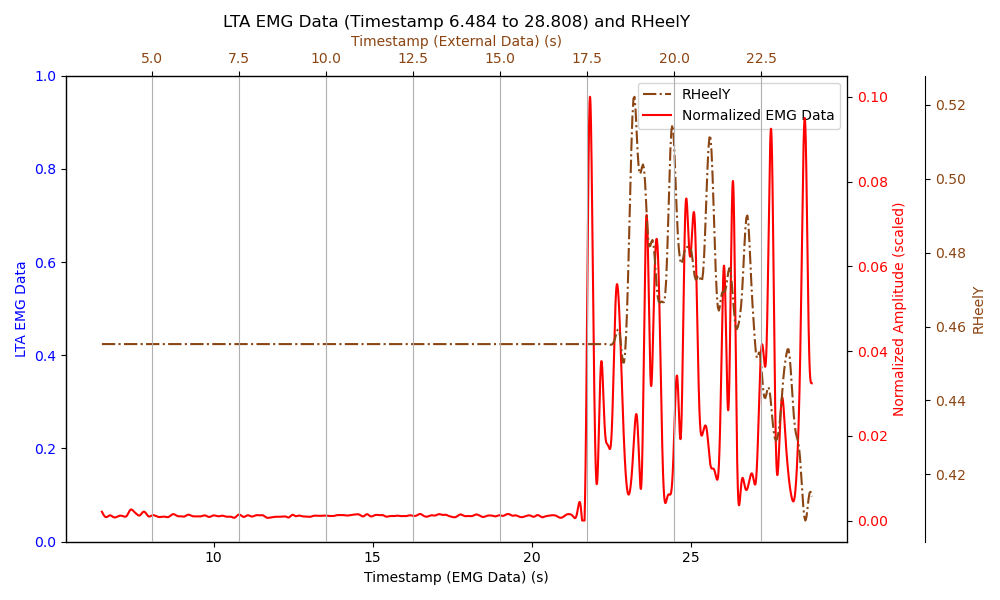 LTA EMG Data (Timestamp 6.484 to 28.808) and RHeelY
Timestamp (External Data) (s)
5.0 7.5 10.0 12.5 15.0 17.5 20.0 22.5
1.0
0.8
0.6
0.4
0.2
0.0
LTA EMG Data
RHeelY
Normalized EMG Data
0.10
0.08
0.06
0.04
0.02
0.00
Normalized Amplitude (scaled)
0.52
0.50
0.48
0.46
0.44
0.42
RHeelY
10 15 20 25
Timestamp (EMG Data) (s)